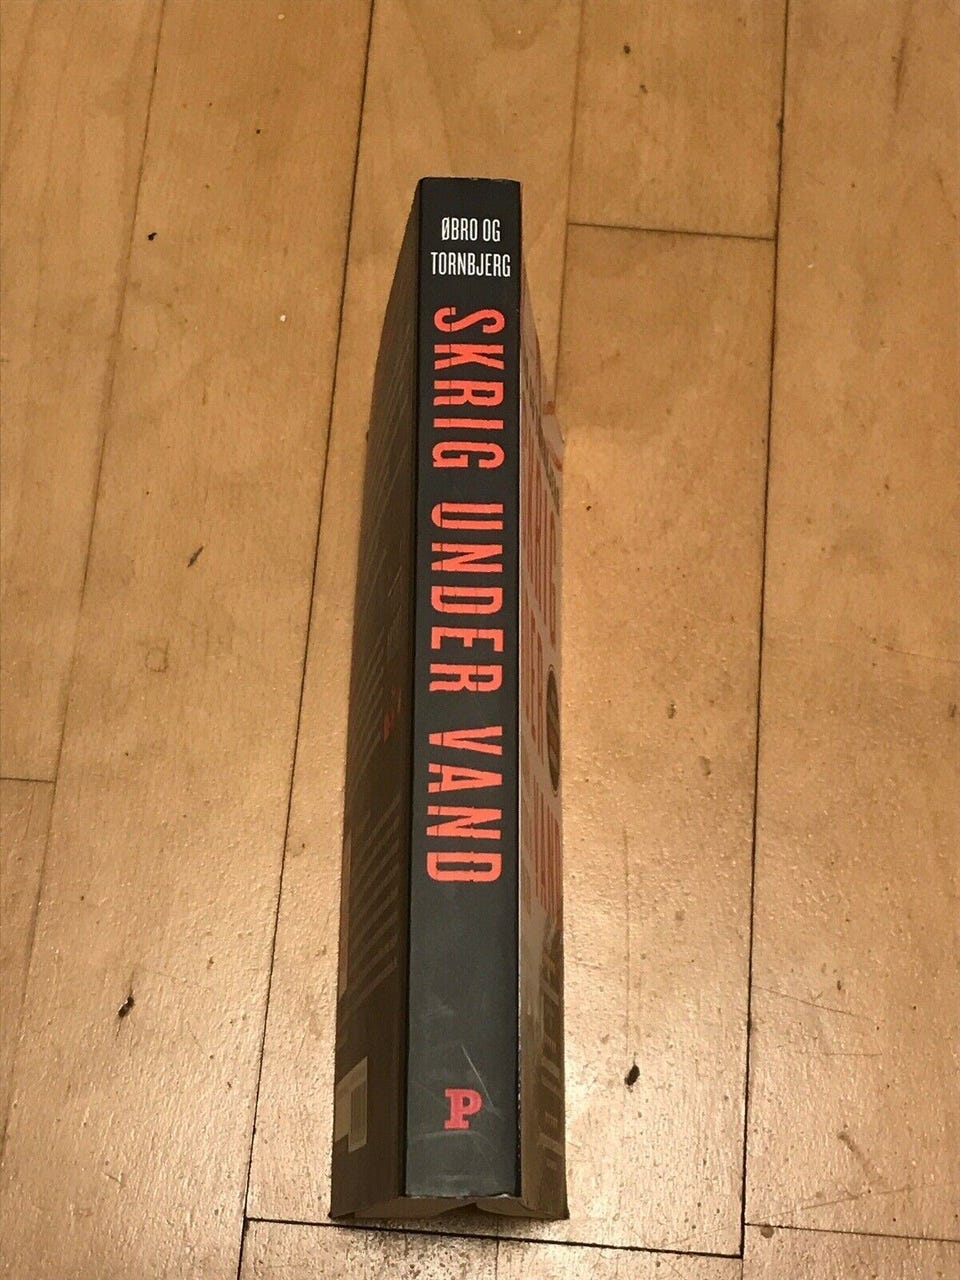 ØBRO OG
TORNBJERG
SKRIG UNDER VAND
P